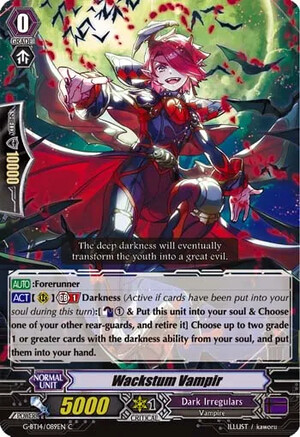 0
GRADE
10000
The deep darkness will eventually
transform the youth into a great evil.
AUTO :Forerunner
ACT [ ] [ 1 ] [ 1 ] Darkness (Active if cards have been put into your
soul during this turn):[ ① & Put this unit into your soul & Choose
one of your other rear-guards, and retire it] Choose up to two grade
1 or greater cards with the darkness ability from your soul, and put
them into your hand.
NORMAL
UNIT
Wackstum Vampir
POWER
5000
1
CRITICAL
Dark Irregulars
Vampire
G-BT14/089EN C
ILLUST / kaworu